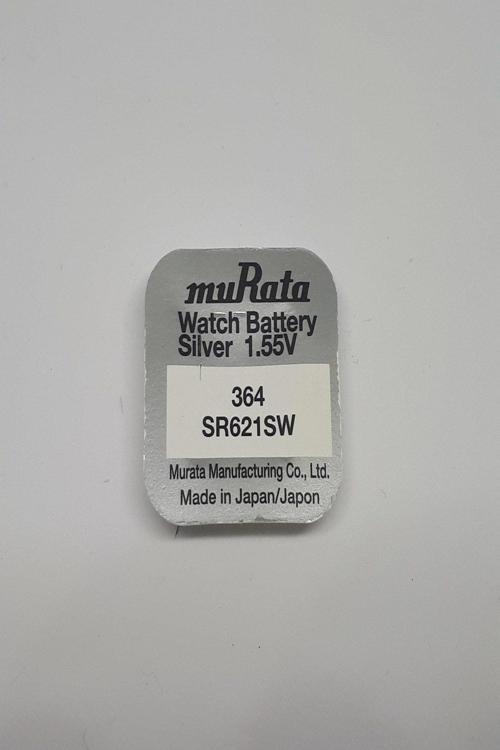 muRata
Watch Battery
Silver 1.55V
364
SR621SW
Murata Manufacturing Co., Ltd.
Made in Japan/Japon